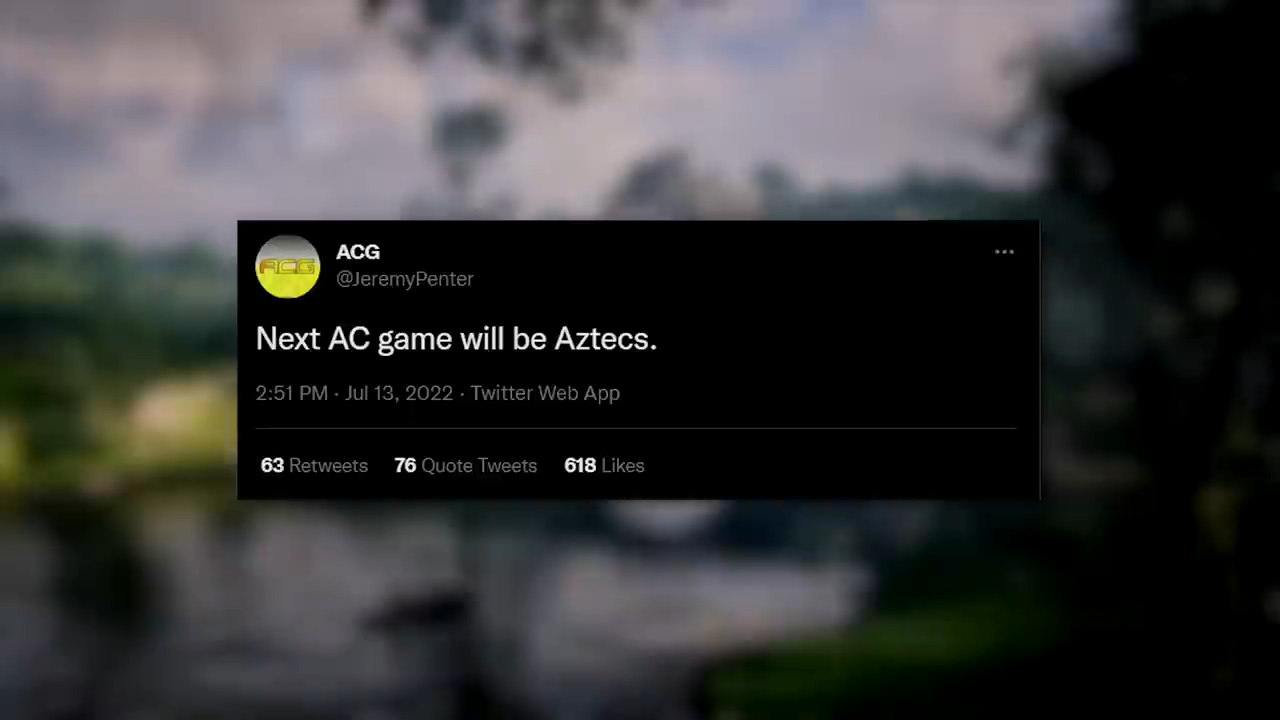 ACG
ACG
@JeremyPenter
Next AC game will be Aztecs.
2:51 PM · Jul 13, 2022 · Twitter Web App
63 Retweets 76 Quote Tweets 618 Likes